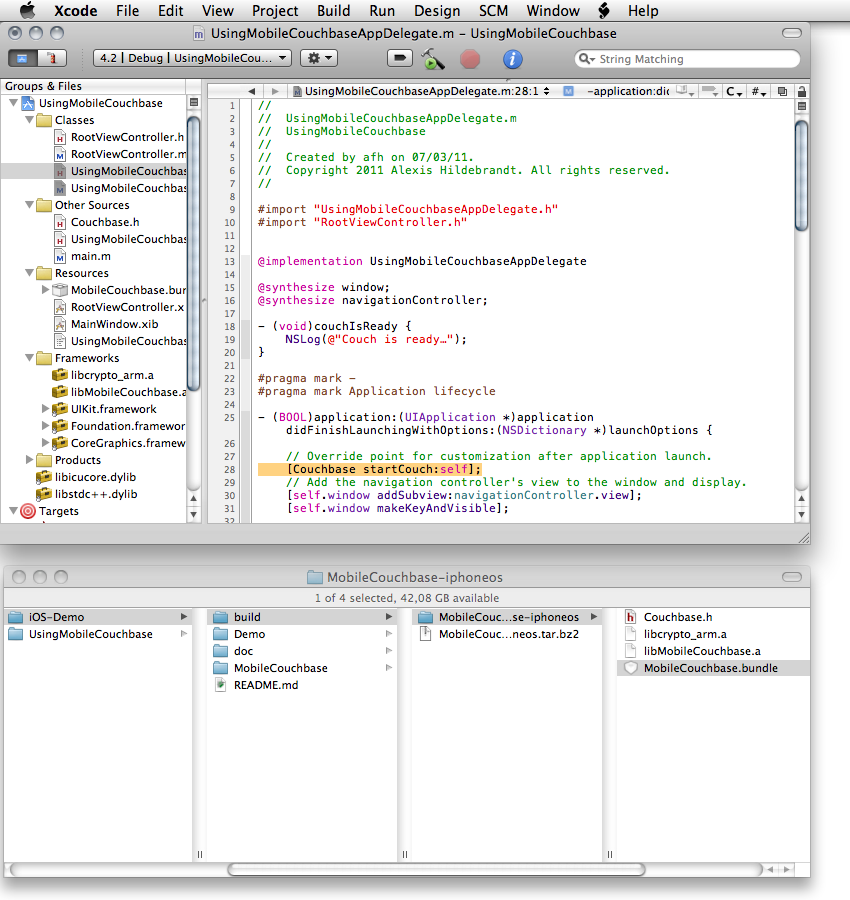 Xcode File Edit View Project Build Run Design SCM Window Help
UsingMobileCouchbaseAppDelegate.m – UsingMobileCouchbase
4.2 | Debug | UsingMobileCou...
String Matching
Groups & Files
UsingMobileCouchbase
Classes
RootViewController.h
RootViewController.m
UsingMobileCouchbas
UsingMobileCouchbas
Other Sources
Couchbase.h
UsingMobileCouchbas
main.m
Resources
MobileCouchbase.bur
RootViewController.x
MainWindow.xib
UsingMobileCouchbas
Frameworks
libcrypto_arm.a
libMobileCouchbase.a
UIKit.framework
Foundation.framewor
CoreGraphics.framew
Products
libicucore.dylib
libstdc++.dylib
Targets
UsingMobileCouchbaseAppDelegate.m:28:1 M -application:dic C #
1 //
2 // UsingMobileCouchbaseAppDelegate.m
3 // UsingMobileCouchbase
4 //
5 // Created by afh on 07/03/11.
6 // Copyright 2011 Alexis Hildebrandt. All rights reserved.
7 //
8
9 #import "UsingMobileCouchbaseAppDelegate.h"
10 #import "RootViewController.h"
11
12
13 @implementation UsingMobileCouchbaseAppDelegate
14
15 @synthesize window;
16 @synthesize navigationController;
17
18 - (void)couchIsReady {
19 NSLog(@"Couch is ready…");
20 }
21
22 #pragma mark -
23 #pragma mark Application lifecycle
24
25 - (BOOL)application:(UIApplication *)application
didFinishLaunchingWithOptions:(NSDictionary *)launchOptions {
26
27 // Override point for customization after application launch.
28 [Couchbase startCouch:self];
29 // Add the navigation controller's view to the window and display.
30 [self.window addSubview:navigationController.view];
31 [self.window makeKeyAndVisible];
32
MobileCouchbase-iphoneos
1 of 4 selected, 42,08 GB available
iOS-Demo
UsingMobileCouchbase
build
Demo
doc
MobileCouchbase
README.md
MobileCouc...se-iphoneos
MobileCouc...neos.tar.bz2
Couchbase.h
libcrypto_arm.a
libMobileCouchbase.a
MobileCouchbase.bundle